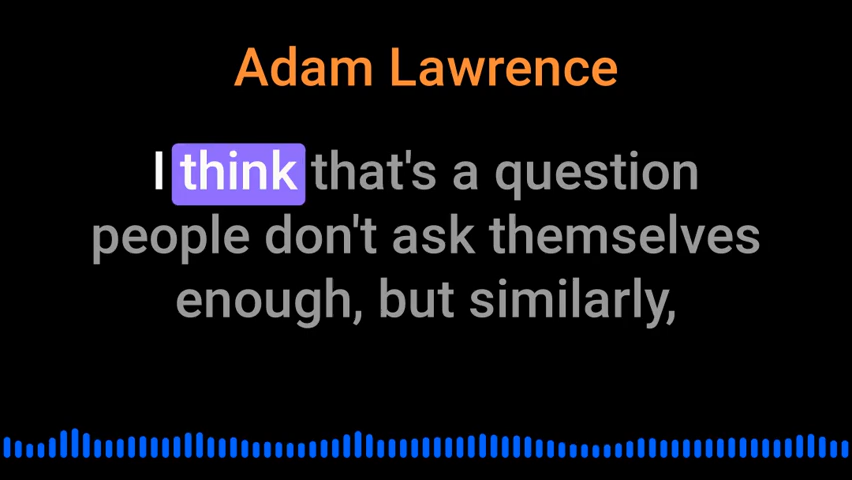 Adam Lawrence
I think that's a question
people don't ask themselves
enough, but similarly,